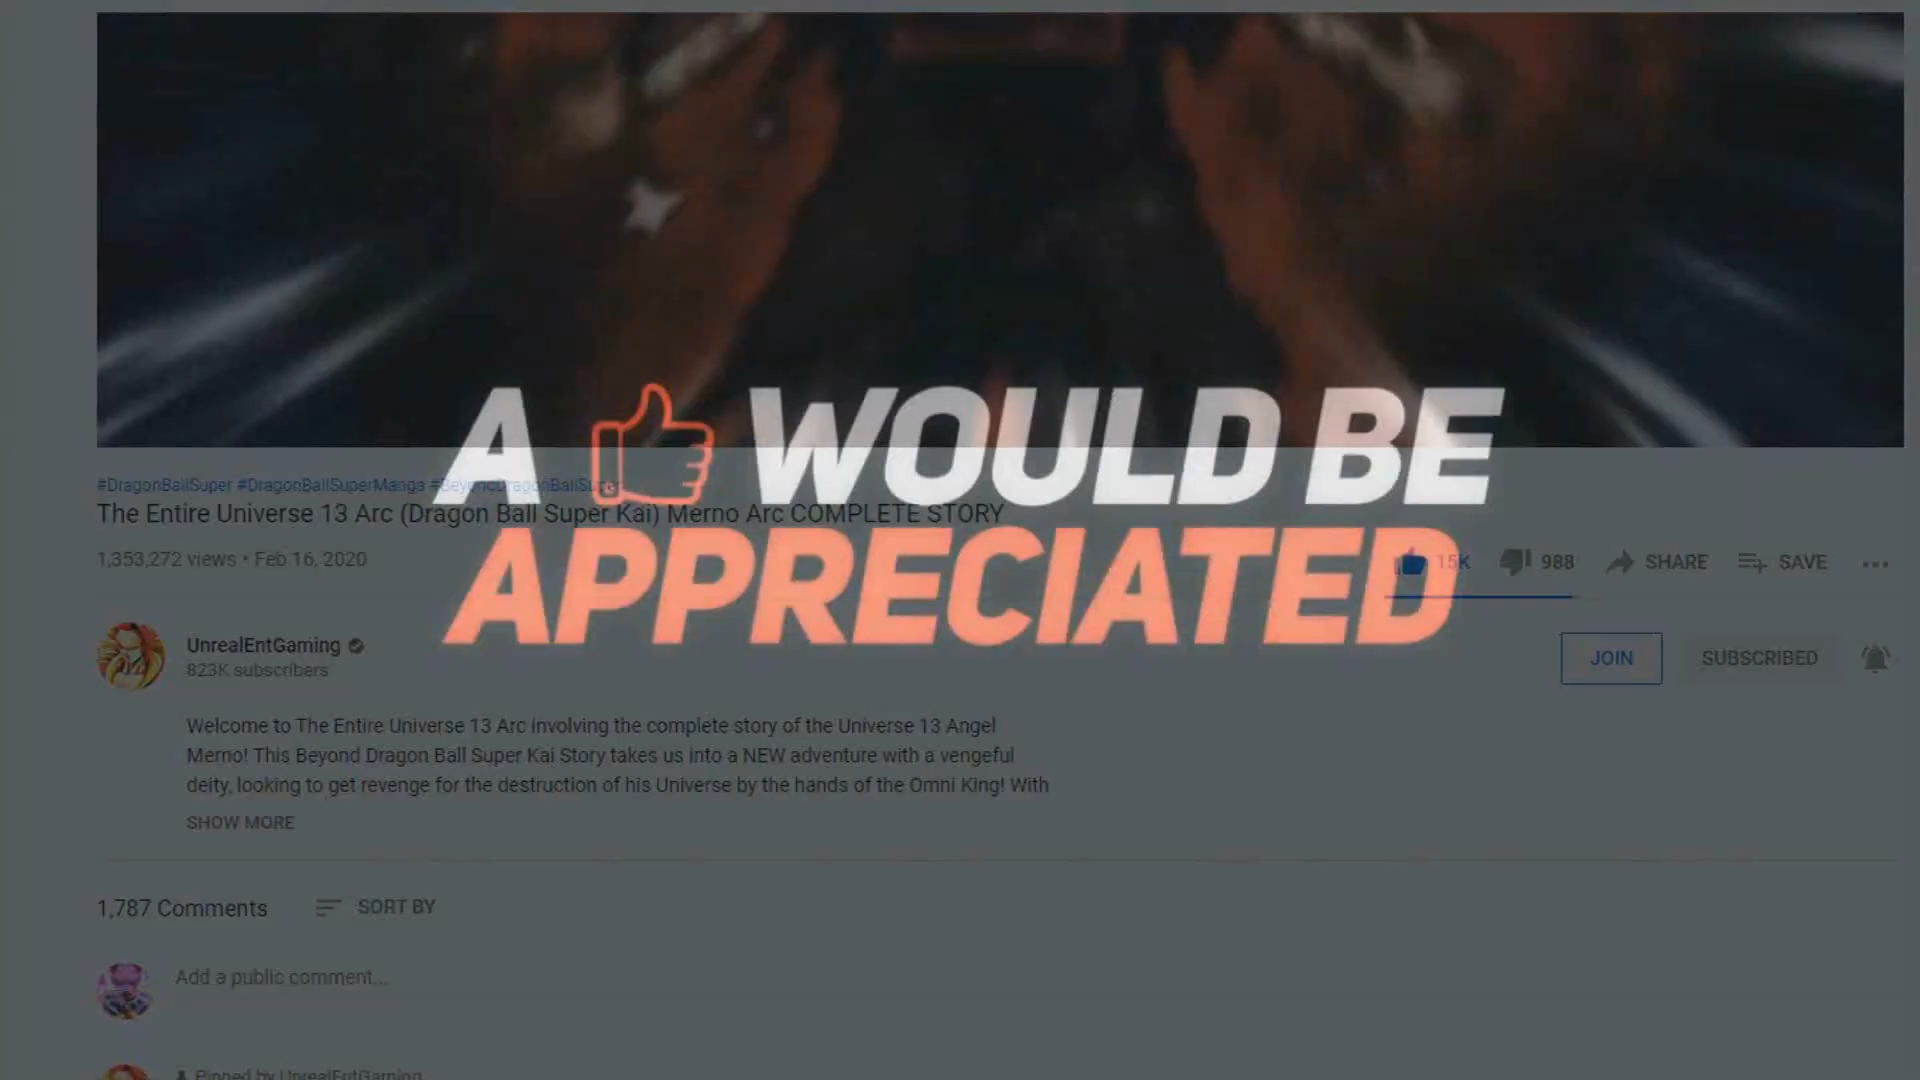 A WOULD BE
APPRECIATED
#DragonBallSuper #DragonBallSuperManga #BeyondDragonBallSuper
The Entire Universe 13 Arc (Dragon Ball Super Kai) Merno Arc COMPLETE STORY
1,353,272 views • Feb 16, 2020
15K 988 SHARE SAVE
UnrealEntGaming
823K subscribers
JOIN SUBSCRIBED
Welcome to The Entire Universe 13 Arc involving the complete story of the Universe 13 Angel
Merno! This Beyond Dragon Ball Super Kai Story takes us into a NEW adventure with a vengeful
deity, looking to get revenge for the destruction of his Universe by the hands of the Omni King! With
SHOW MORE
1,787 Comments SORT BY
Add a public comment...
Pinned by UnrealEntGaming